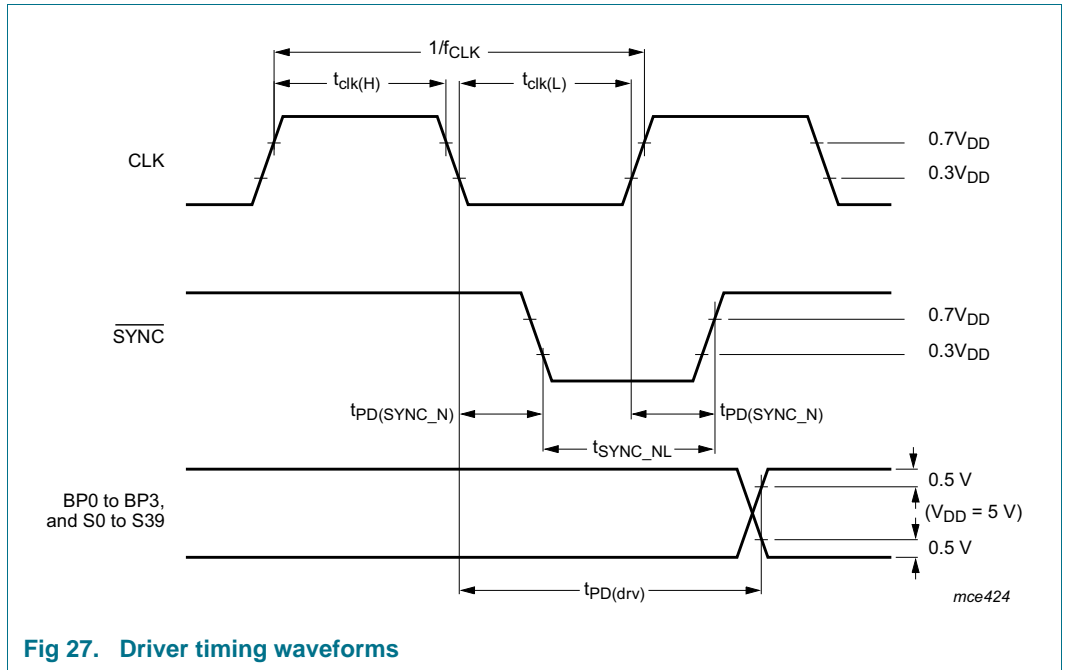 1/fCLK
tclk(H)
tclk(L)
CLK
0.7VDD
0.3VDD
SYNC
0.7VDD
0.3VDD
tPD(SYNC_N)
tPD(SYNC_N)
tSYNC_NL
BP0 to BP3,
and S0 to S39
0.5 V
(VDD = 5 V)
0.5 V
tPD(drv)
mce424
Fig 27. Driver timing waveforms